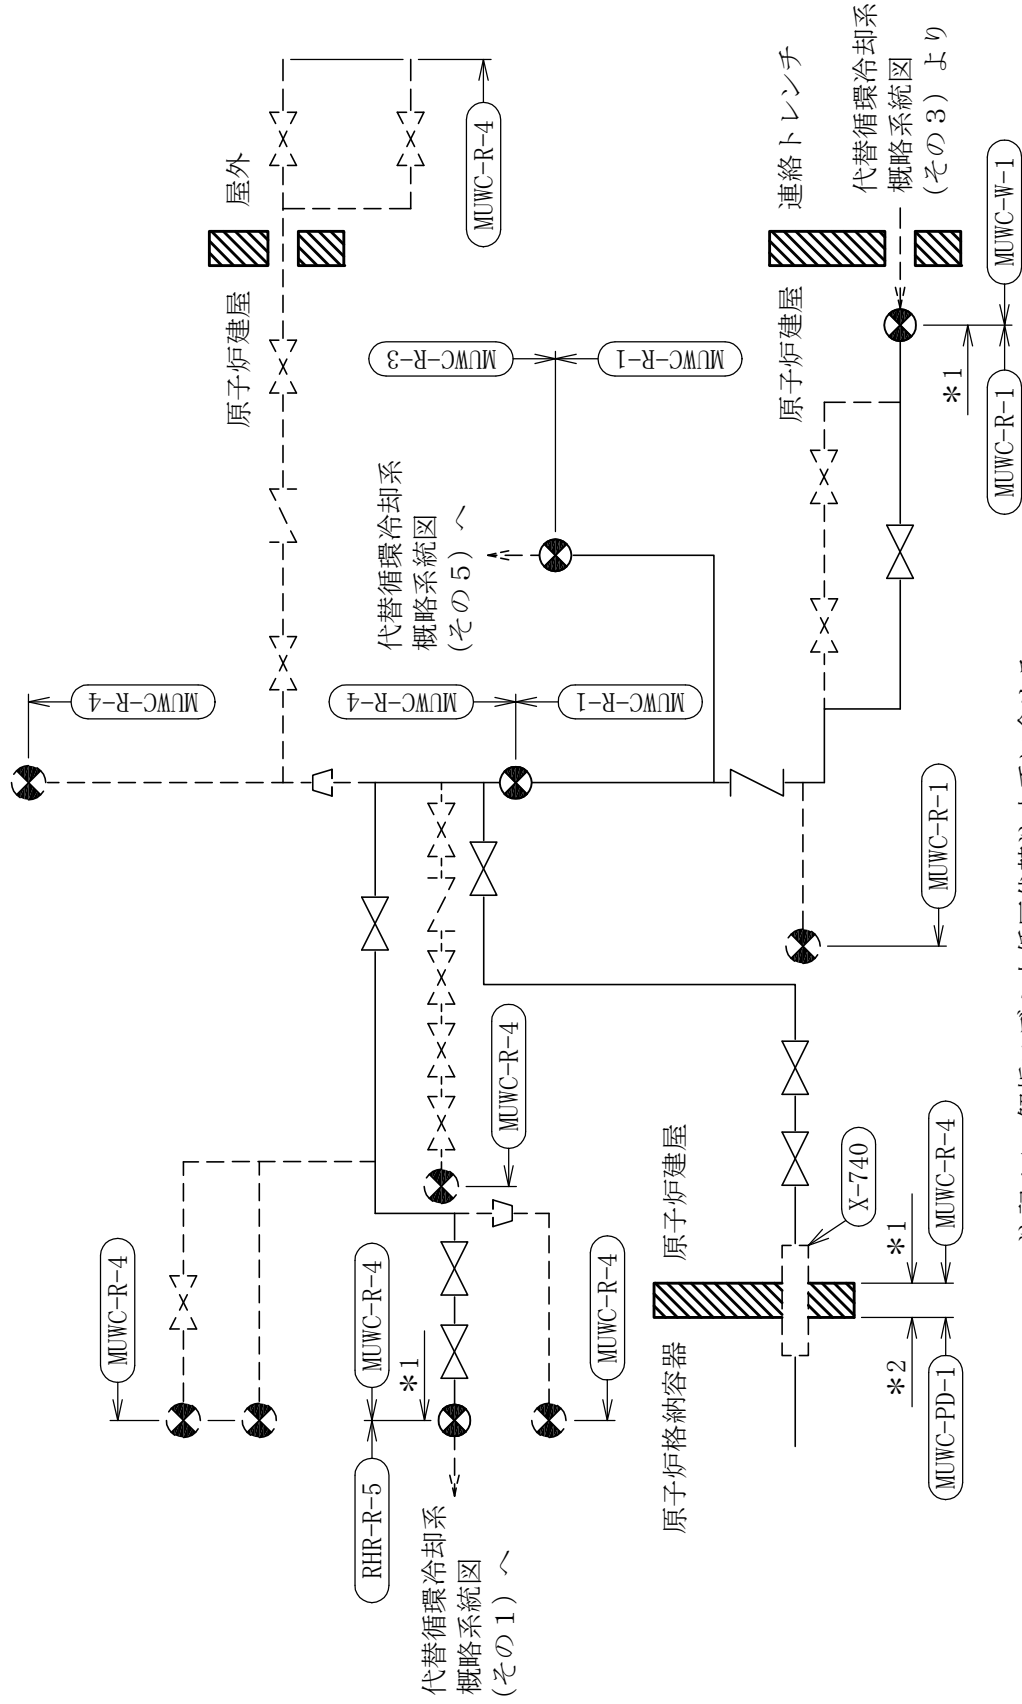 MUWC-R-4
MUWC-R-4
原子炉建屋
屋外
RHR-R-5
MUWC-R-4
*1
代替循環冷却系
概略系統図
(その1) へ
代替循環冷却系
概略系統図
(その5) へ
MUWC-R-4
MUWC-R-1
MUWC-R-3
MUWC-R-1
MUWC-R-4
MUWC-R-4
MUWC-R-4
原子炉格納容器
原子炉建屋
X-740
*2
*1
MUWC-PD-1
MUWC-R-4
MUWC-R-1
原子炉建屋
連絡トレンチ
代替循環冷却系
概略系統図
(その3) より
*1
MUWC-R-1
MUWC-W-1